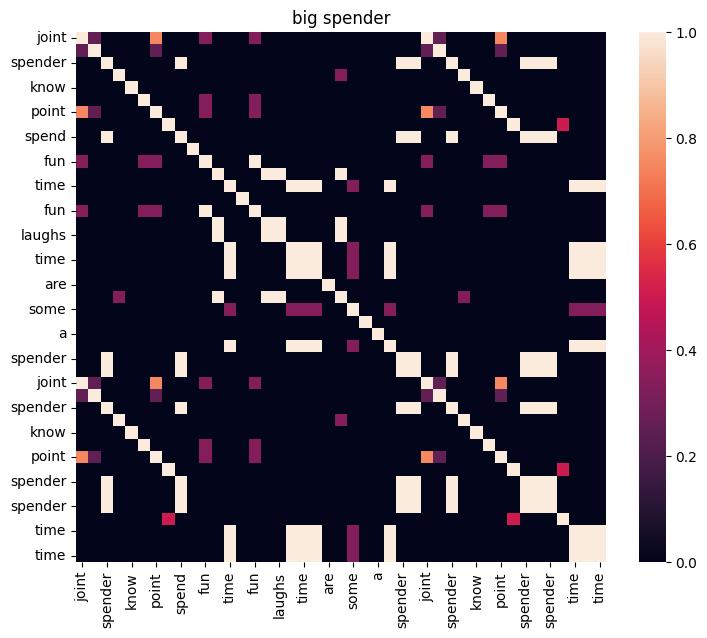 big spender
joint
spender
know
point
spend
fun
time
fun
laughs
time
are
some
a
spender
joint
spender
know
point
spender
spender
time
time
joint
spender
know
point
spend
fun
time
fun
laughs
time
are
some
a
spender
joint
spender
know
point
spender
spender
time
time
1.0
0.8
0.6
0.4
0.2
0.0